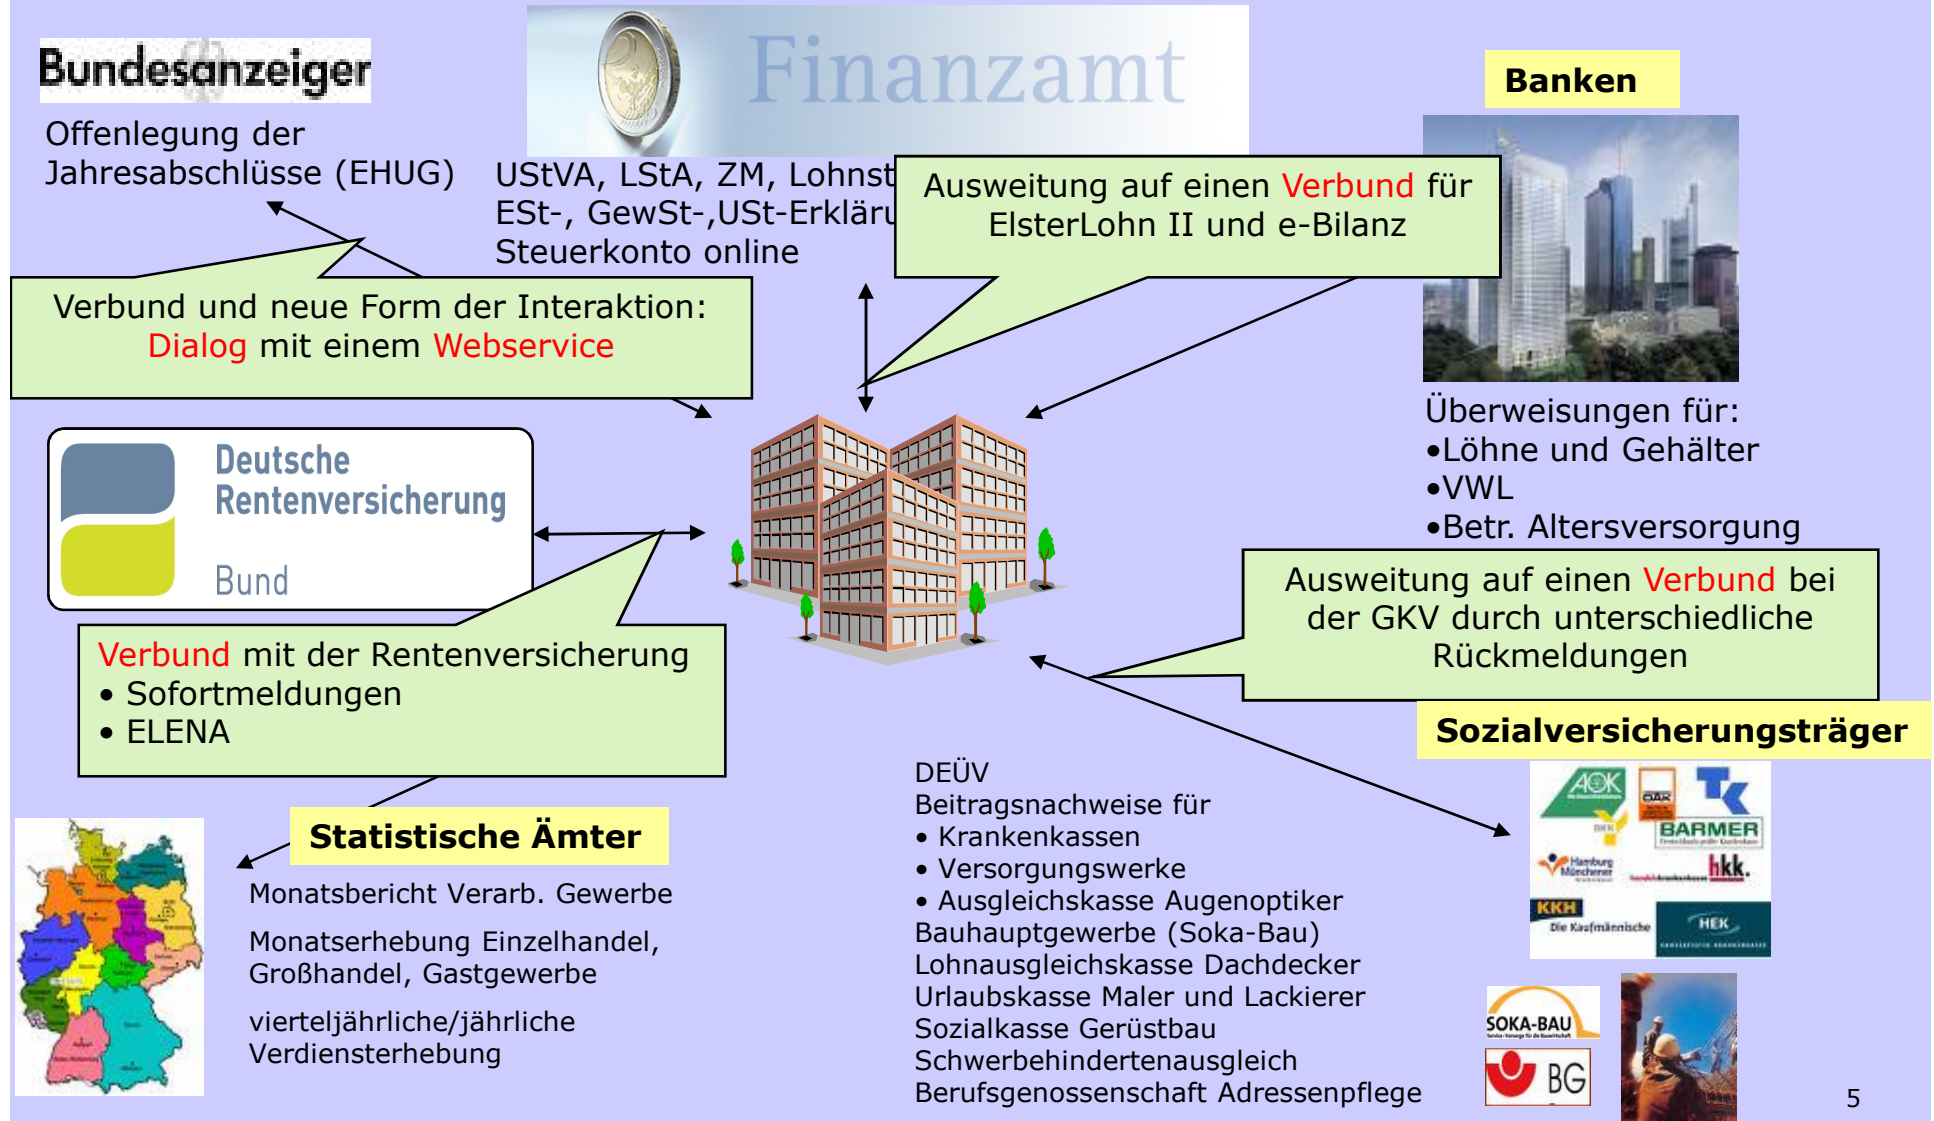 Bundesanzeiger
Offenlegung der
Jahresabschlüsse (EHUG)
Finanzamt
UStVA, LStA, ZM, Lohnst
ESt-, GewSt-,USt-Erkläru
Steuerkonto online
Ausweitung auf einen Verbund für
ElsterLohn II und e-Bilanz
Banken
Überweisungen für:
•Löhne und Gehälter
•VWL
•Betr. Altersversorgung
Verbund und neue Form der Interaktion:
Dialog mit einem Webservice
Deutsche
Rentenversicherung
Bund
Verbund mit der Rentenversicherung
• Sofortmeldungen
• ELENA
Ausweitung auf einen Verbund bei
der GKV durch unterschiedliche
Rückmeldungen
Sozialversicherungsträger
AOK
DAK
TK
BKK
BARMER
Hamburg
Münchener
hkk.
KKH
Die Kaufmännische
HEK
SOKA-BAU
BG
Statistische Ämter
Monatsbericht Verarb. Gewerbe
Monatserhebung Einzelhandel,
Großhandel, Gastgewerbe
vierteljährliche/jährliche
Verdiensterhebung
DEÜV
Beitragsnachweise für
• Krankenkassen
• Versorgungswerke
• Ausgleichskasse Augenoptiker
Bauhauptgewerbe (Soka-Bau)
Lohnausgleichskasse Dachdecker
Urlaubskasse Maler und Lackierer
Sozialkasse Gerüstbau
Schwerbehindertenausgleich
Berufsgenossenschaft Adressenpflege
5